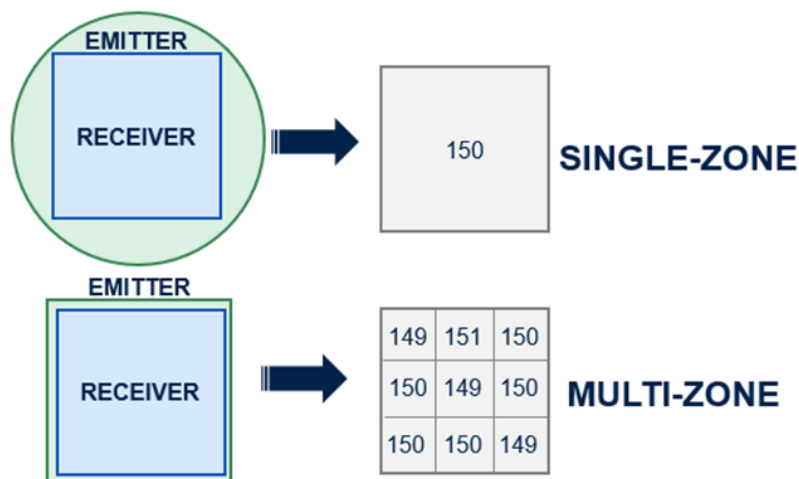 EMITTER
RECEIVER
150
SINGLE-ZONE
EMITTER
RECEIVER
149 151 150
150 149 150
150 150 149
MULTI-ZONE